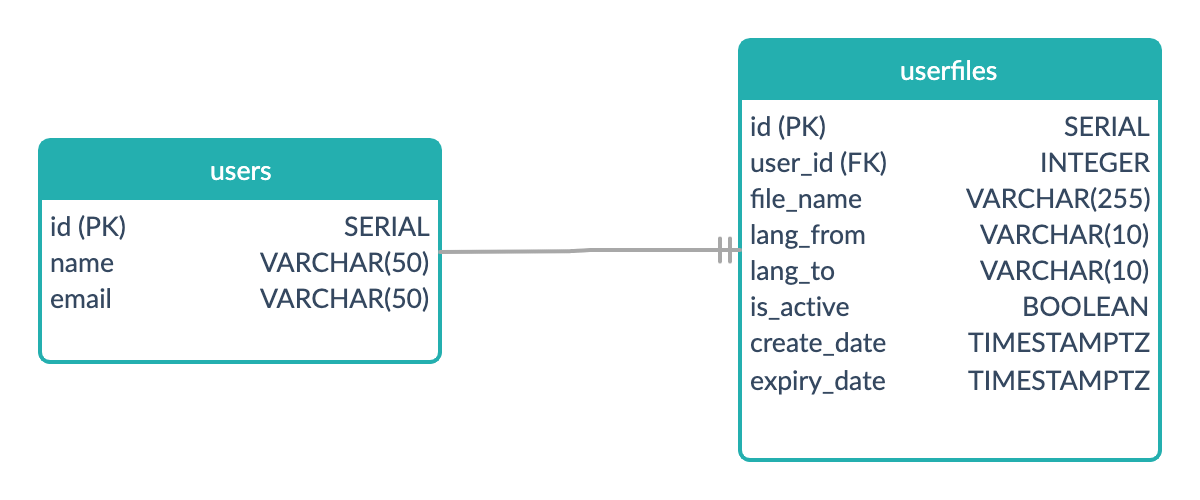 users
id (PK) SERIAL
name VARCHAR(50)
email VARCHAR(50)
userfiles
id (PK) SERIAL
user_id (FK) INTEGER
file_name VARCHAR(255)
lang_from VARCHAR(10)
lang_to VARCHAR(10)
is_active BOOLEAN
create_date TIMESTAMPTZ
expiry_date TIMESTAMPTZ